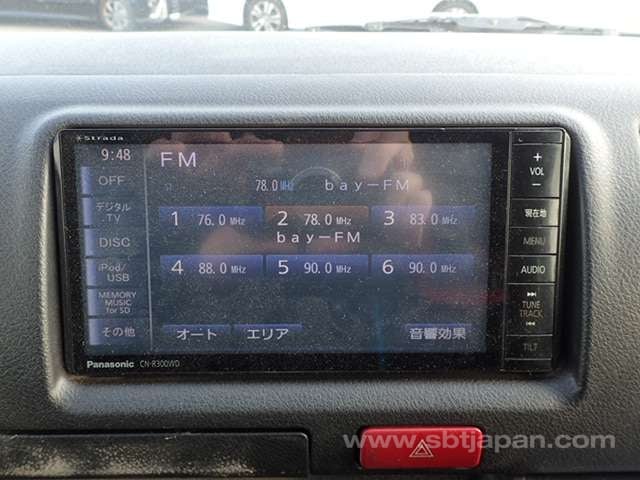 Strada
9:48
FM
OFF
78.0 MHz bay−FM
デジタル
TV
1 76.0 MHz 2 78.0 MHz 3 83.0 MHz
bay−FM
DISC
iPod/
USB
4 88.0 MHz 5 90.0 MHz 6 90.0 MHz
MEMORY
MUSIC
for SD
その他
オート エリア 音響効果
Panasonic CN-R300WD
+
VOL
−
現在地
MENU
AUDIO
TUNE
TRACK
TILT
www.sbtjapan.com